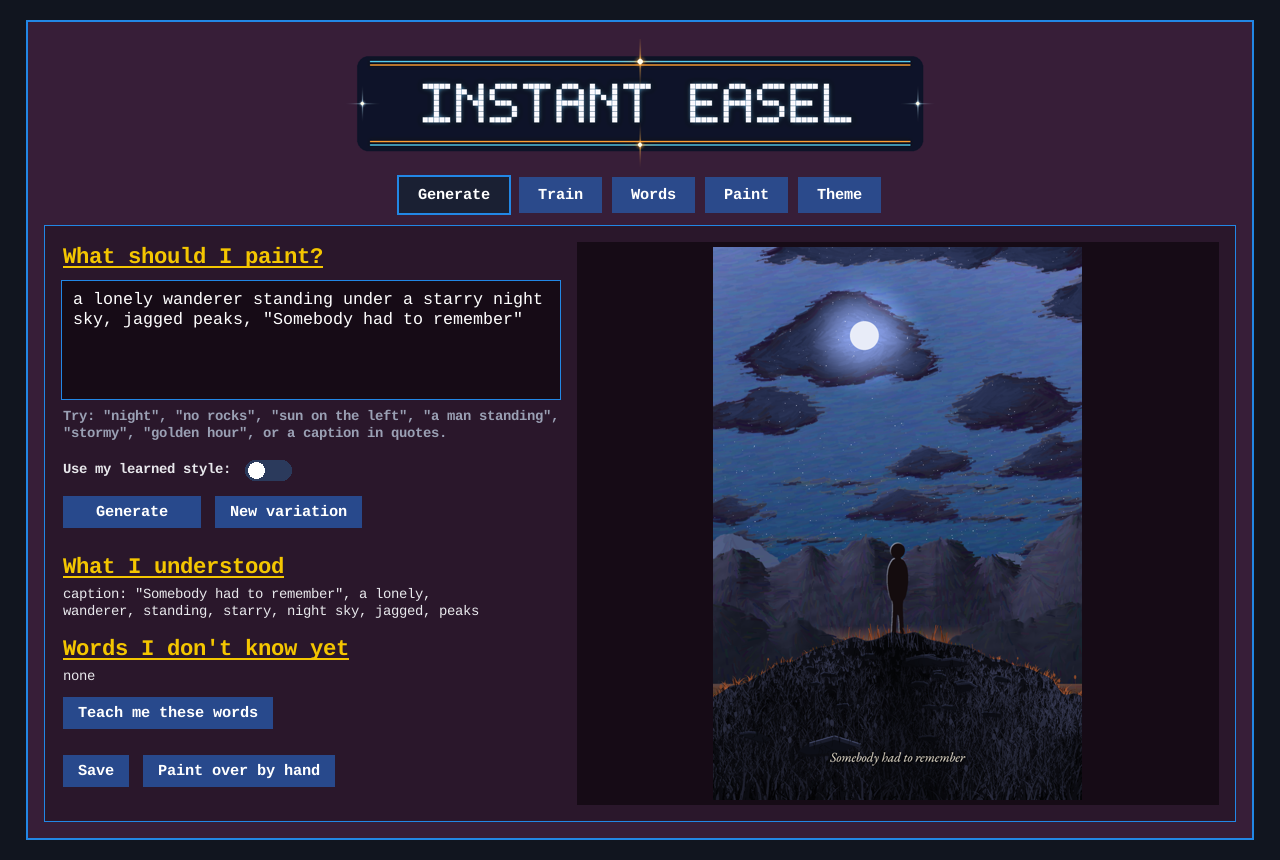 INSTANT EASEL
Generate Train Words Paint Theme
What should I paint?
a lonely wanderer standing under a starry night
sky, jagged peaks, "Somebody had to remember"
Try: "night", "no rocks", "sun on the left", "a man standing",
"stormy", "golden hour", or a caption in quotes.
Use my learned style:
Generate New variation
What I understood
caption: "Somebody had to remember", a lonely,
wanderer, standing, starry, night sky, jagged, peaks
Words I don't know yet
none
Teach me these words
Save Paint over by hand
Somebody had to remember